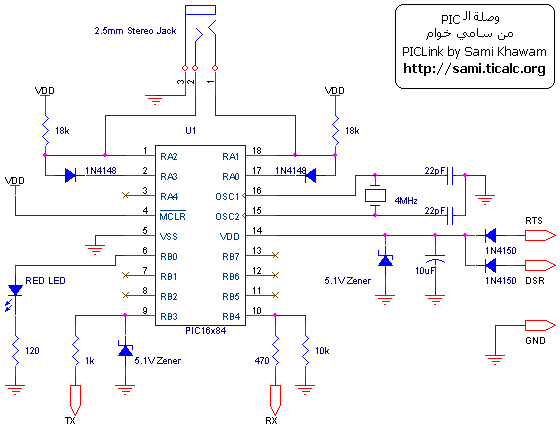 وصلة الـ PIC
من سامي خوام
PICLink by Sami Khawam
http://sami.ticalc.org
2.5mm Stereo Jack
3 2 1
VDD
VDD
18k
U1
18k
1 RA2 RA1 18
1N4148 2 RA3 RA0 17 1N4148
3 RA4 OSC1 16 22pF
VDD
4MHz
4 MCLR OSC2 15 22pF
5 VSS VDD 14
RTS
1N4150
6 RB0 RB7 13
RED LED
7 RB1 RB6 12
5.1V Zener 10uF 1N4150
DSR
8 RB2 RB5 11
9 RB3 RB4 10
PIC16x84
GND
120 1k 5.1V Zener 470 10k
TX RX